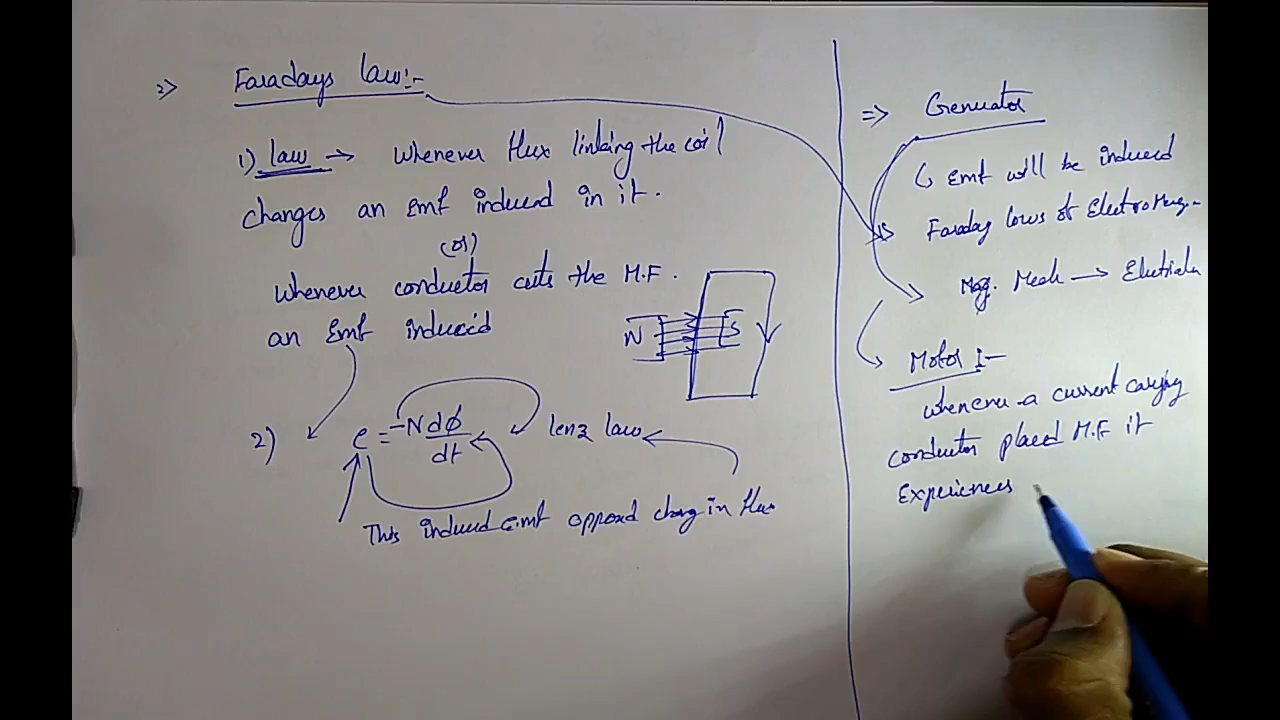 2) Faradays law:-
1) law → Whenever flux linking the coil
changes an Emf induced in it.
(or)
Whenever conductor cuts the M.F.
an Emf induced
N S
2) e = -N dϕ/dt lenz law
This induced emf opposed chang in flux
⇒ Generator
↳ Emf will be induced
Faraday laws of Electro Mag.
Mech → Electrical
Motor :-
Whenever a current carrying
conductor placed M.F it
Experiences